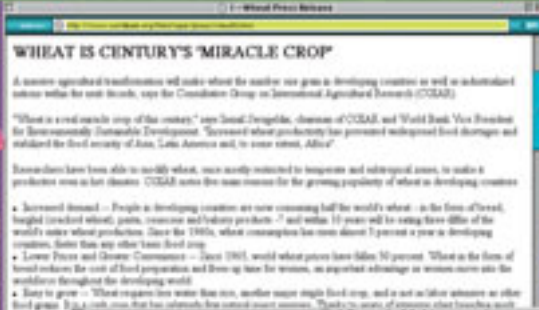 Wheat Press Release
WHEAT IS CENTURY'S 'MIRACLE CROP'
A massive agricultural transformation will make wheat the number one grain in developing countries as well as industrialized
nations within the next decade, says the Consultative Group on International Agricultural Research (CGIAR).
"Wheat is a real miracle crop of this century," says Ismail Serageldin, chairman of CGIAR and World Bank Vice President
for Environmentally Sustainable Development. "Increased wheat productivity has prevented widespread food shortages and
stabilized the food security of Asia, Latin America and, to some extent, Africa"
Researchers have been able to modify wheat, once mostly restricted to temperate and subtropical zones, to make it
productive even in hot climates. CGIAR notes five main reasons for the growing popularity of wheat in developing countries
• Increased demand -- People in developing countries are now consuming half the world's wheat - in the form of bread,
burghul (cracked wheat), pasta, couscous and bakery products -" and within 10 years will be eating three fifths of the
world's entire wheat production. Since the 1960s, wheat consumption has risen almost 5 percent a year in developing
countries, faster than any other basic food crop.
• Lower Prices and Greater Convenience -- Since 1965, world wheat prices have fallen 50 percent. Wheat in the form of
bread reduces the cost of food preparation and frees up time for women, an important advantage as women move into the
workforce throughout the developing world.
• Easy to grow -- Wheat requires less water than rice, another major staple food crop, and is not as labor intensive as other
food grains. It is a